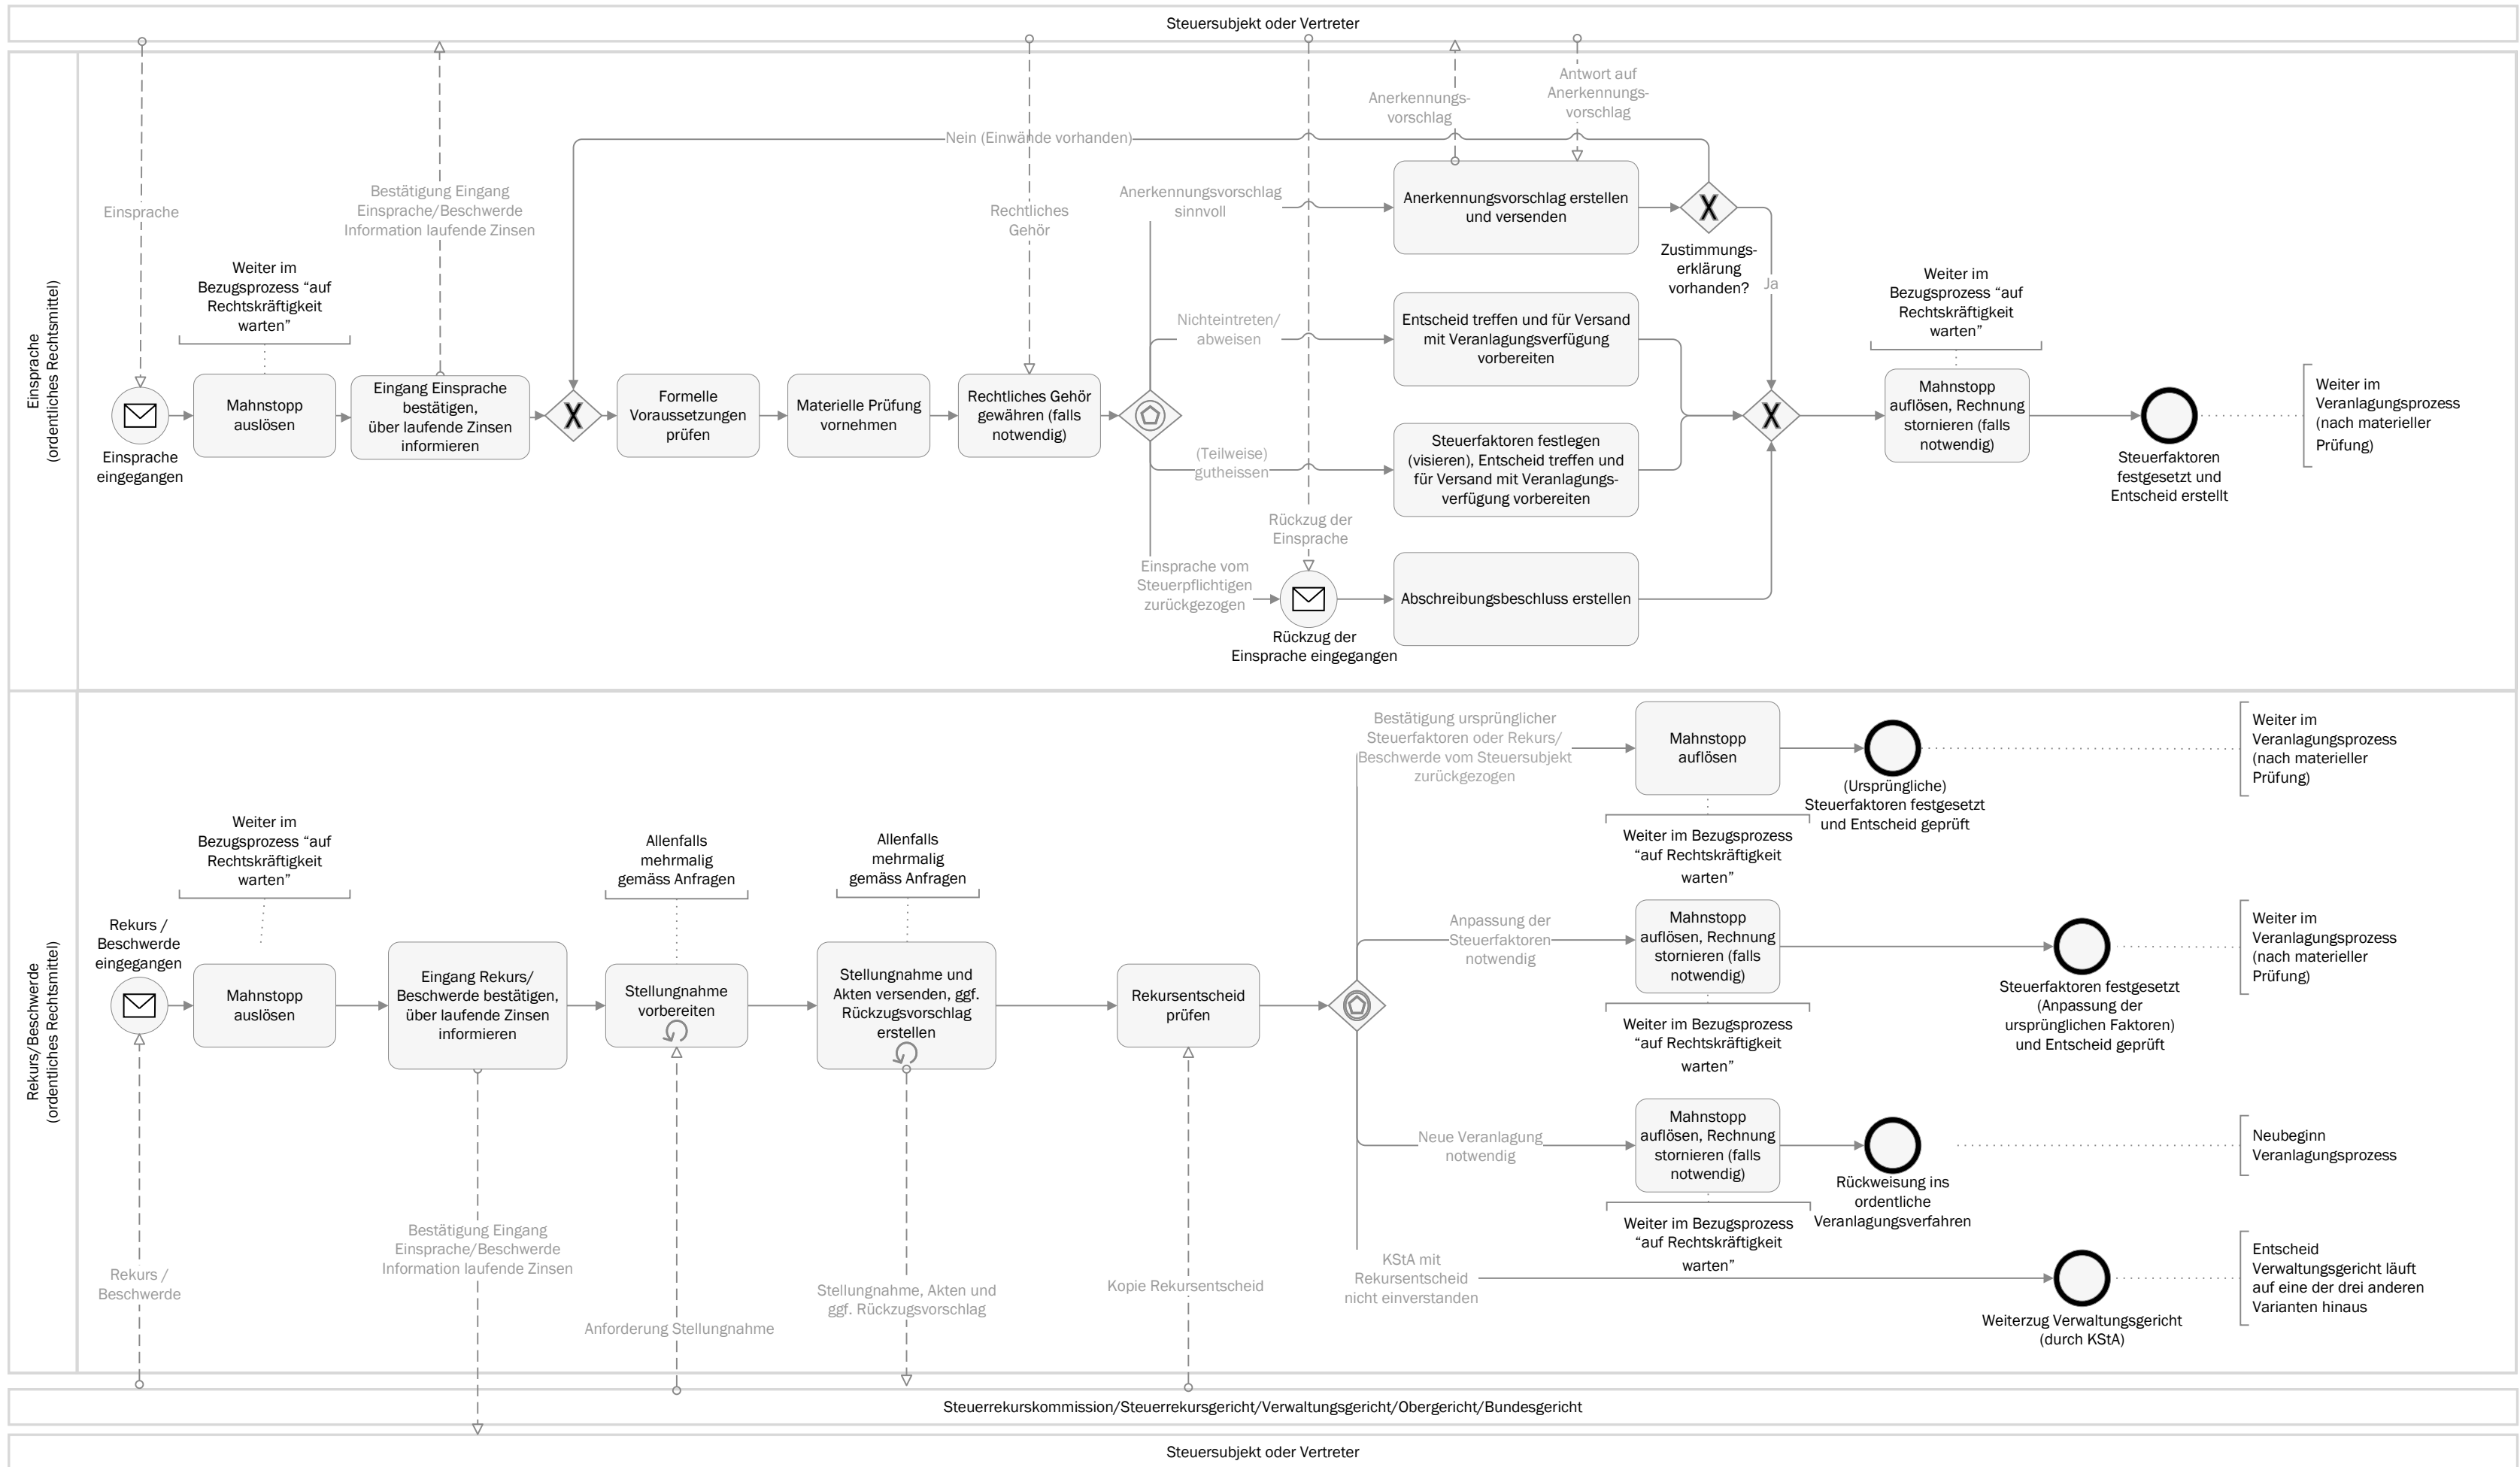 Steuersubjekt oder Vertreter
Einsprache
(ordentliches Rechtsmittel)
Einsprache
Bestätigung Eingang
Einsprache/Beschwerde
Information laufende Zinsen
Nein (Einwände vorhanden)
Rechtliches
Gehör
Anerkennungs-
vorschlag
Antwort auf
Anerkennungs-
vorschlag
Weiter im
Bezugsprozess “auf
Rechtskräftigkeit
warten”
Einsprache
eingegangen
Mahnstopp
auslösen
Eingang Einsprache
bestätigen,
über laufende Zinsen
informieren
X
Formelle
Voraussetzungen
prüfen
Materielle Prüfung
vornehmen
Rechtliches Gehör
gewähren (falls
notwendig)
Anerkennungsvorschlag
sinnvoll
Anerkennungsvorschlag erstellen
und versenden
X
Zustimmungs-
erklärung
vorhanden?
Ja
Nichteintreten/
abweisen
Entscheid treffen und für Versand
mit Veranlagungsverfügung
vorbereiten
(Teilweise)
gutheissen
Steuerfaktoren festlegen
(visieren), Entscheid treffen und
für Versand mit Veranlagungs-
verfügung vorbereiten
Rückzug der
Einsprache
Einsprache vom
Steuerpflichtigen
zurückgezogen
Rückzug der
Einsprache eingegangen
Abschreibungsbeschluss erstellen
X
Weiter im
Bezugsprozess “auf
Rechtskräftigkeit
warten”
Mahnstopp
auflösen, Rechnung
stornieren (falls
notwendig)
Steuerfaktoren
festgesetzt und
Entscheid erstellt
Weiter im
Veranlagungsprozess
(nach materieller
Prüfung)
Rekurs/Beschwerde
(ordentliches Rechtsmittel)
Weiter im
Bezugsprozess “auf
Rechtskräftigkeit
warten”
Rekurs /
Beschwerde
eingegangen
Mahnstopp
auslösen
Eingang Rekurs/
Beschwerde bestätigen,
über laufende Zinsen
informieren
Allenfalls
mehrmalig
gemäss Anfragen
Stellungnahme
vorbereiten
Allenfalls
mehrmalig
gemäss Anfragen
Stellungnahme und
Akten versenden, ggf.
Rückzugsvorschlag
erstellen
Rekursentscheid
prüfen
Bestätigung ursprünglicher
Steuerfaktoren oder Rekurs/
Beschwerde vom Steuersubjekt
zurückgezogen
Mahnstopp
auflösen
(Ursprüngliche)
Steuerfaktoren festgesetzt
und Entscheid geprüft
Weiter im
Veranlagungsprozess
(nach materieller
Prüfung)
Weiter im Bezugsprozess
“auf Rechtskräftigkeit
warten”
Anpassung der
Steuerfaktoren
notwendig
Mahnstopp
auflösen, Rechnung
stornieren (falls
notwendig)
Steuerfaktoren festgesetzt
(Anpassung der
ursprünglichen Faktoren)
und Entscheid geprüft
Weiter im
Veranlagungsprozess
(nach materieller
Prüfung)
Weiter im Bezugsprozess
“auf Rechtskräftigkeit
warten”
Neue Veranlagung
notwendig
Mahnstopp
auflösen, Rechnung
stornieren (falls
notwendig)
Rückweisung ins
ordentliche
Veranlagungsverfahren
Neubeginn
Veranlagungsprozess
Weiter im Bezugsprozess
“auf Rechtskräftigkeit
warten”
KStA mit
Rekursentscheid
nicht einverstanden
Weiterzug Verwaltungsgericht
(durch KStA)
Entscheid
Verwaltungsgericht läuft
auf eine der drei anderen
Varianten hinaus
Rekurs /
Beschwerde
Bestätigung Eingang
Einsprache/Beschwerde
Information laufende Zinsen
Anforderung Stellungnahme
Stellungnahme, Akten und
ggf. Rückzugsvorschlag
Kopie Rekursentscheid
Steuerrekurskommission/Steuerrekursgericht/Verwaltungsgericht/Obergericht/Bundesgericht
Steuersubjekt oder Vertreter